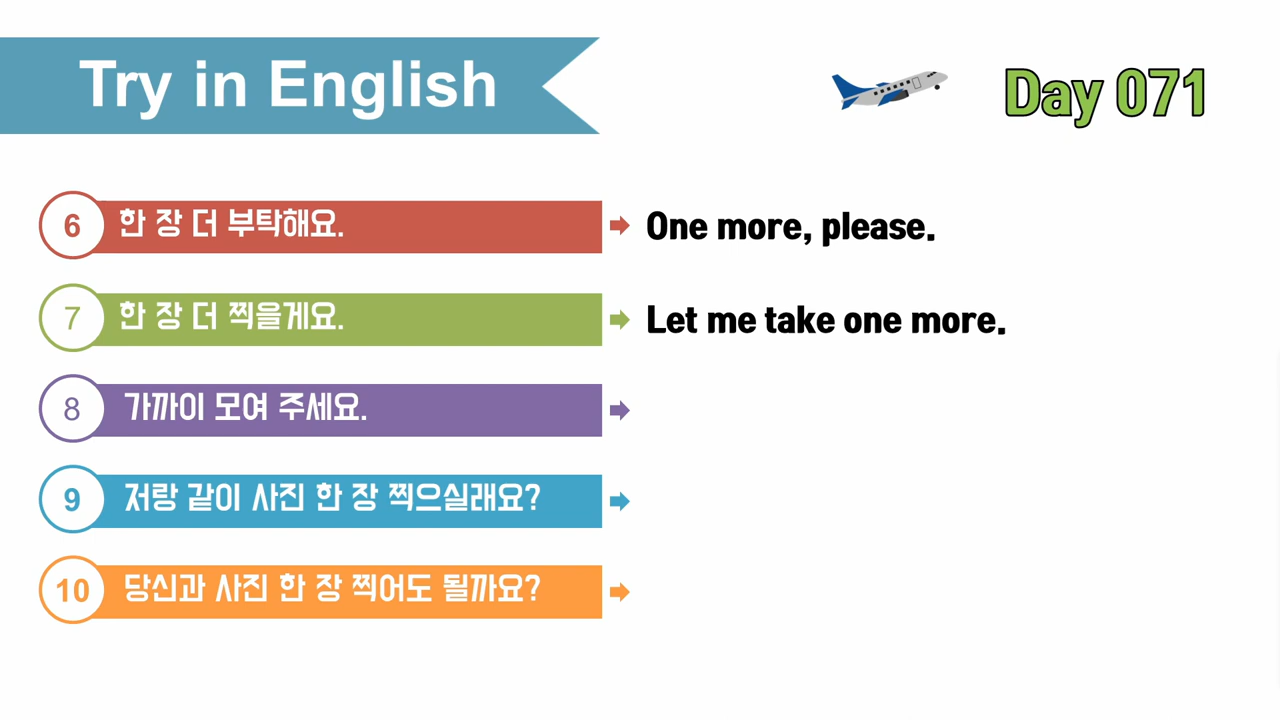 Try in English
Day 071
6 한 장 더 부탁해요. One more, please.
7 한 장 더 찍을게요. Let me take one more.
8 가까이 모여 주세요.
9 저랑 같이 사진 한 장 찍으실래요?
10 당신과 사진 한 장 찍어도 될까요?